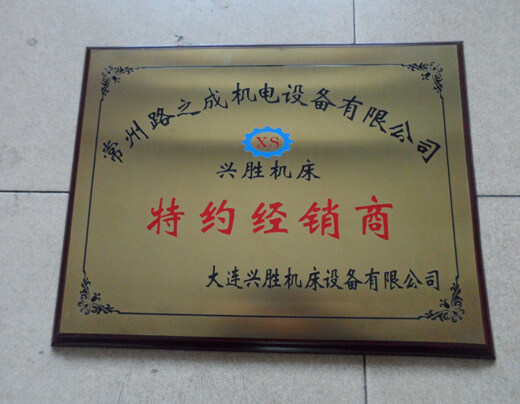 常州路之成机电设备有限公司
XS
兴胜机床
特约经销商
大连兴胜机床设备有限公司